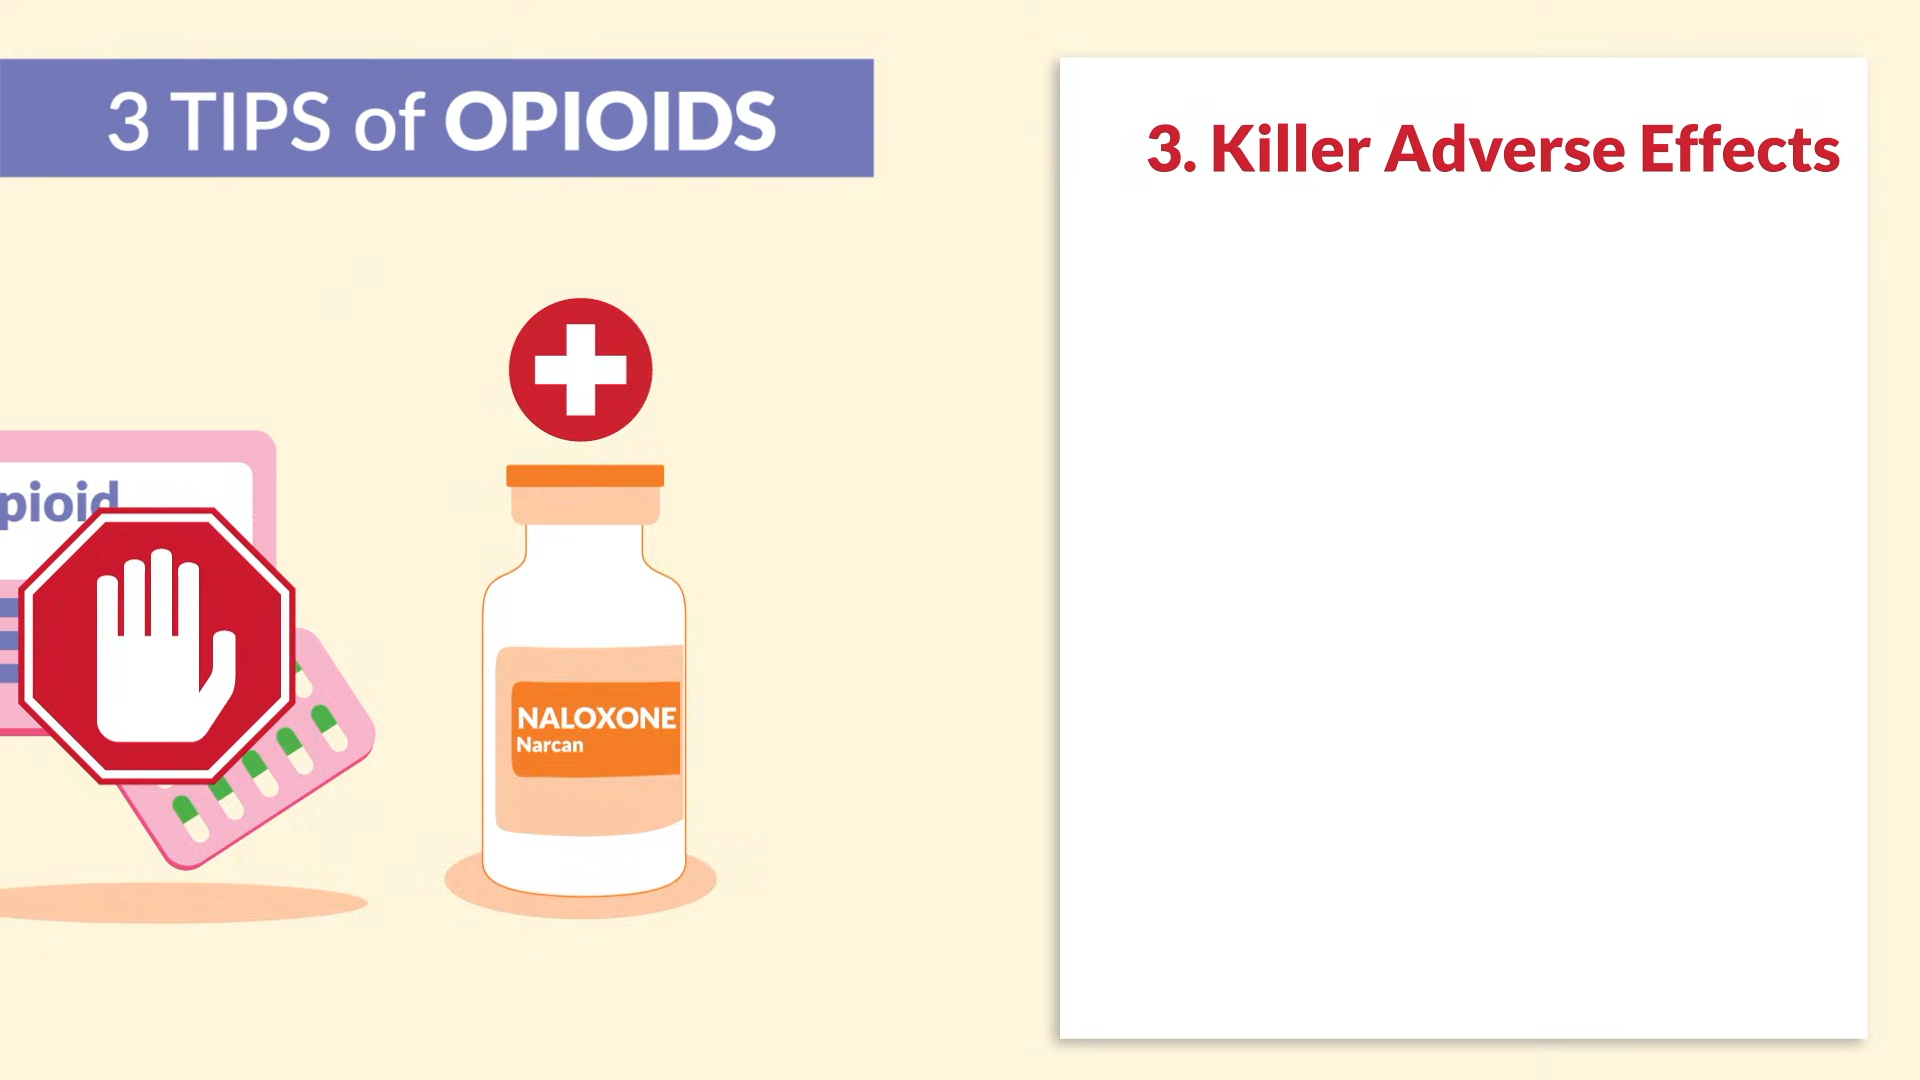 3 TIPS of OPIOIDS
3. Killer Adverse Effects
pioid
NALOXONE
Narcan